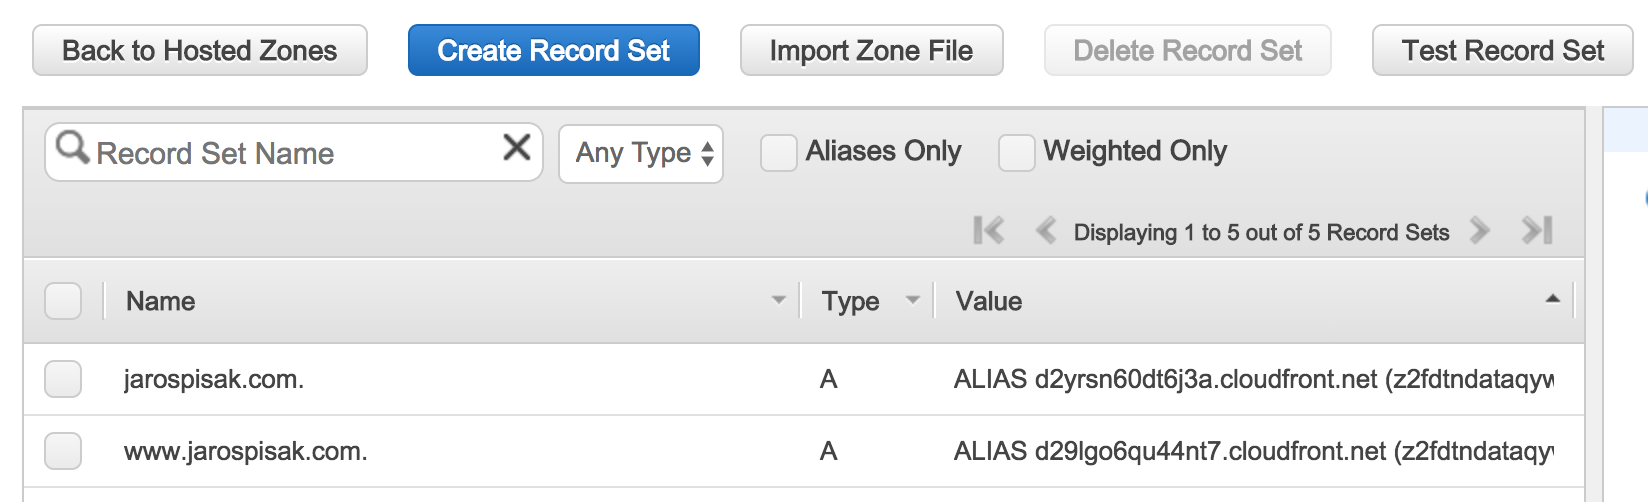 Back to Hosted Zones Create Record Set Import Zone File Delete Record Set Test Record Set
Record Set Name Any Type Aliases Only Weighted Only
Displaying 1 to 5 out of 5 Record Sets
Name Type Value
jarospisak.com. A ALIAS d2yrsn60dt6j3a.cloudfront.net (z2fdtndataqyw
www.jarospisak.com. A ALIAS d29lgo6qu44nt7.cloudfront.net (z2fdtndataqyw